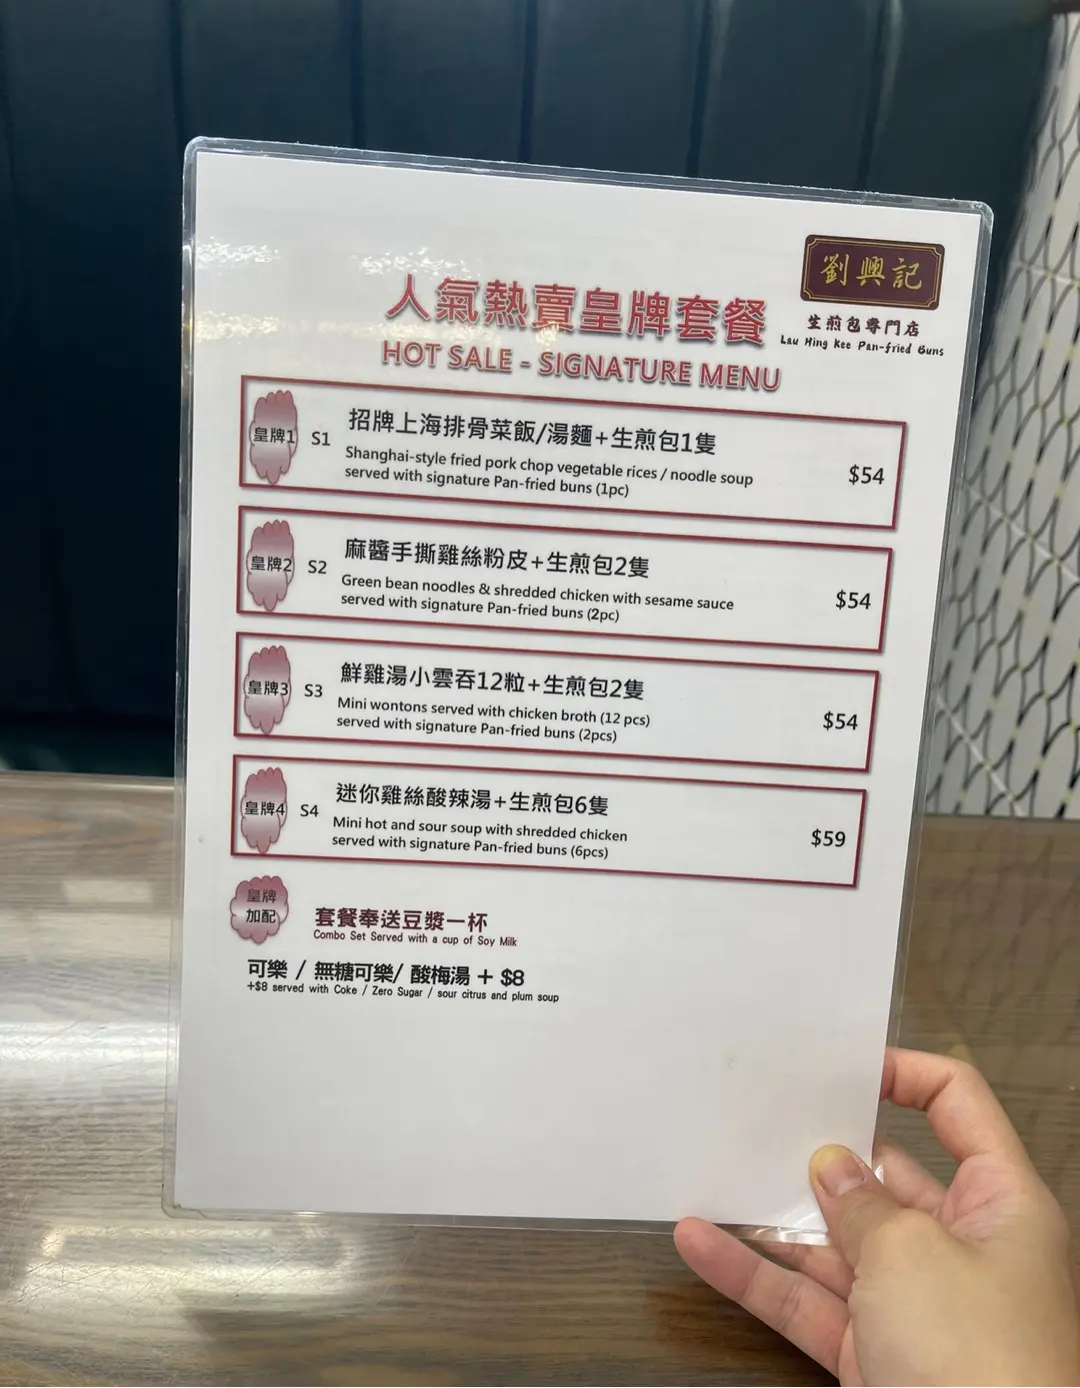 劉興記
生煎包專門店
Lau Hing Kee Pan-fried Buns
人氣熱賣皇牌套餐
HOT SALE - SIGNATURE MENU
皇牌1 S1 招牌上海排骨菜飯/湯麵+生煎包1隻
Shanghai-style fried pork chop vegetable rices / noodle soup
served with signature Pan-fried buns (1pc)
$54
皇牌2 S2 麻醬手撕雞絲粉皮+生煎包2隻
Green bean noodles & shredded chicken with sesame sauce
served with signature Pan-fried buns (2pc)
$54
皇牌3 S3 鮮雞湯小雲吞12粒+生煎包2隻
Mini wontons served with chicken broth (12 pcs)
served with signature Pan-fried buns (2pcs)
$54
皇牌4 S4 迷你雞絲酸辣湯+生煎包6隻
Mini hot and sour soup with shredded chicken
served with signature Pan-fried buns (6pcs)
$59
皇牌
加配
套餐奉送豆漿一杯
Combo Set Served with a cup of Soy Milk
可樂 / 無糖可樂/ 酸梅湯 + $8
+$8 served with Coke / Zero Sugar / sour citrus and plum soup